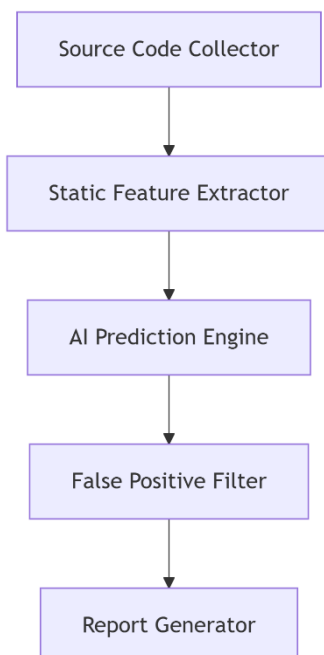 Source Code Collector
Static Feature Extractor
AI Prediction Engine
False Positive Filter
Report Generator